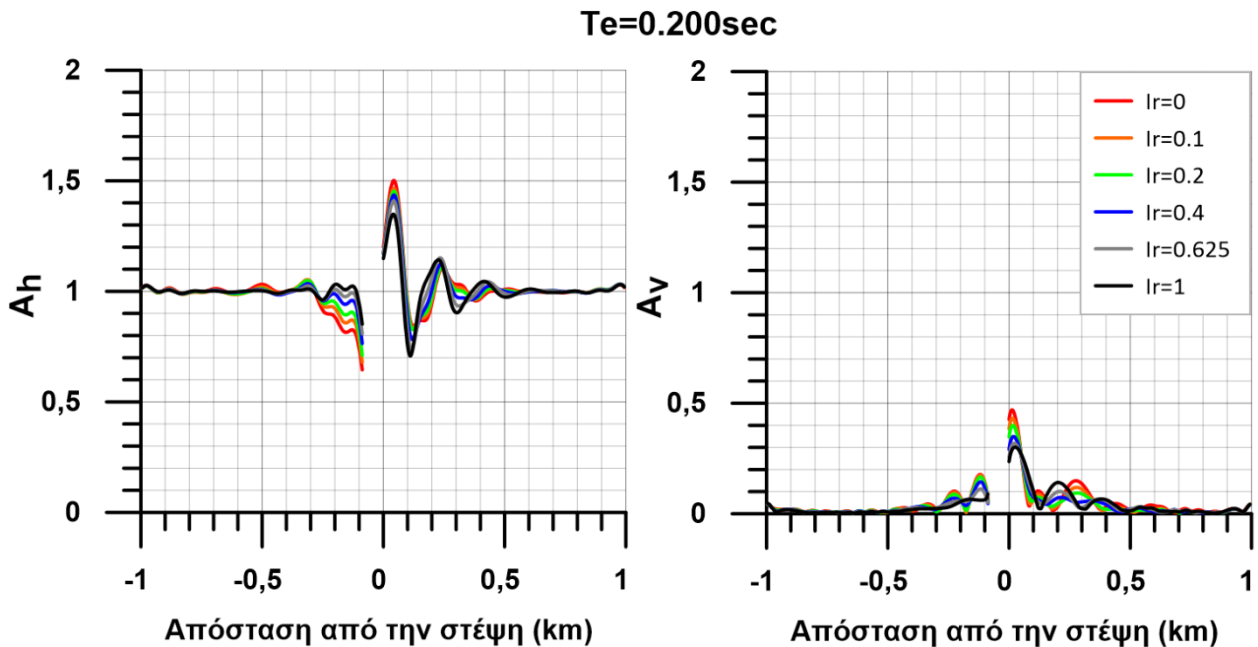 Te=0.200sec
2
1,5
1
0,5
0
Ah
-1 -0,5 0 0,5 1
Απόσταση από την στέψη (km)
2
1,5
1
0,5
0
Av
-1 -0,5 0 0,5 1
Απόσταση από την στέψη (km)
Ir=0
Ir=0.1
Ir=0.2
Ir=0.4
Ir=0.625
Ir=1